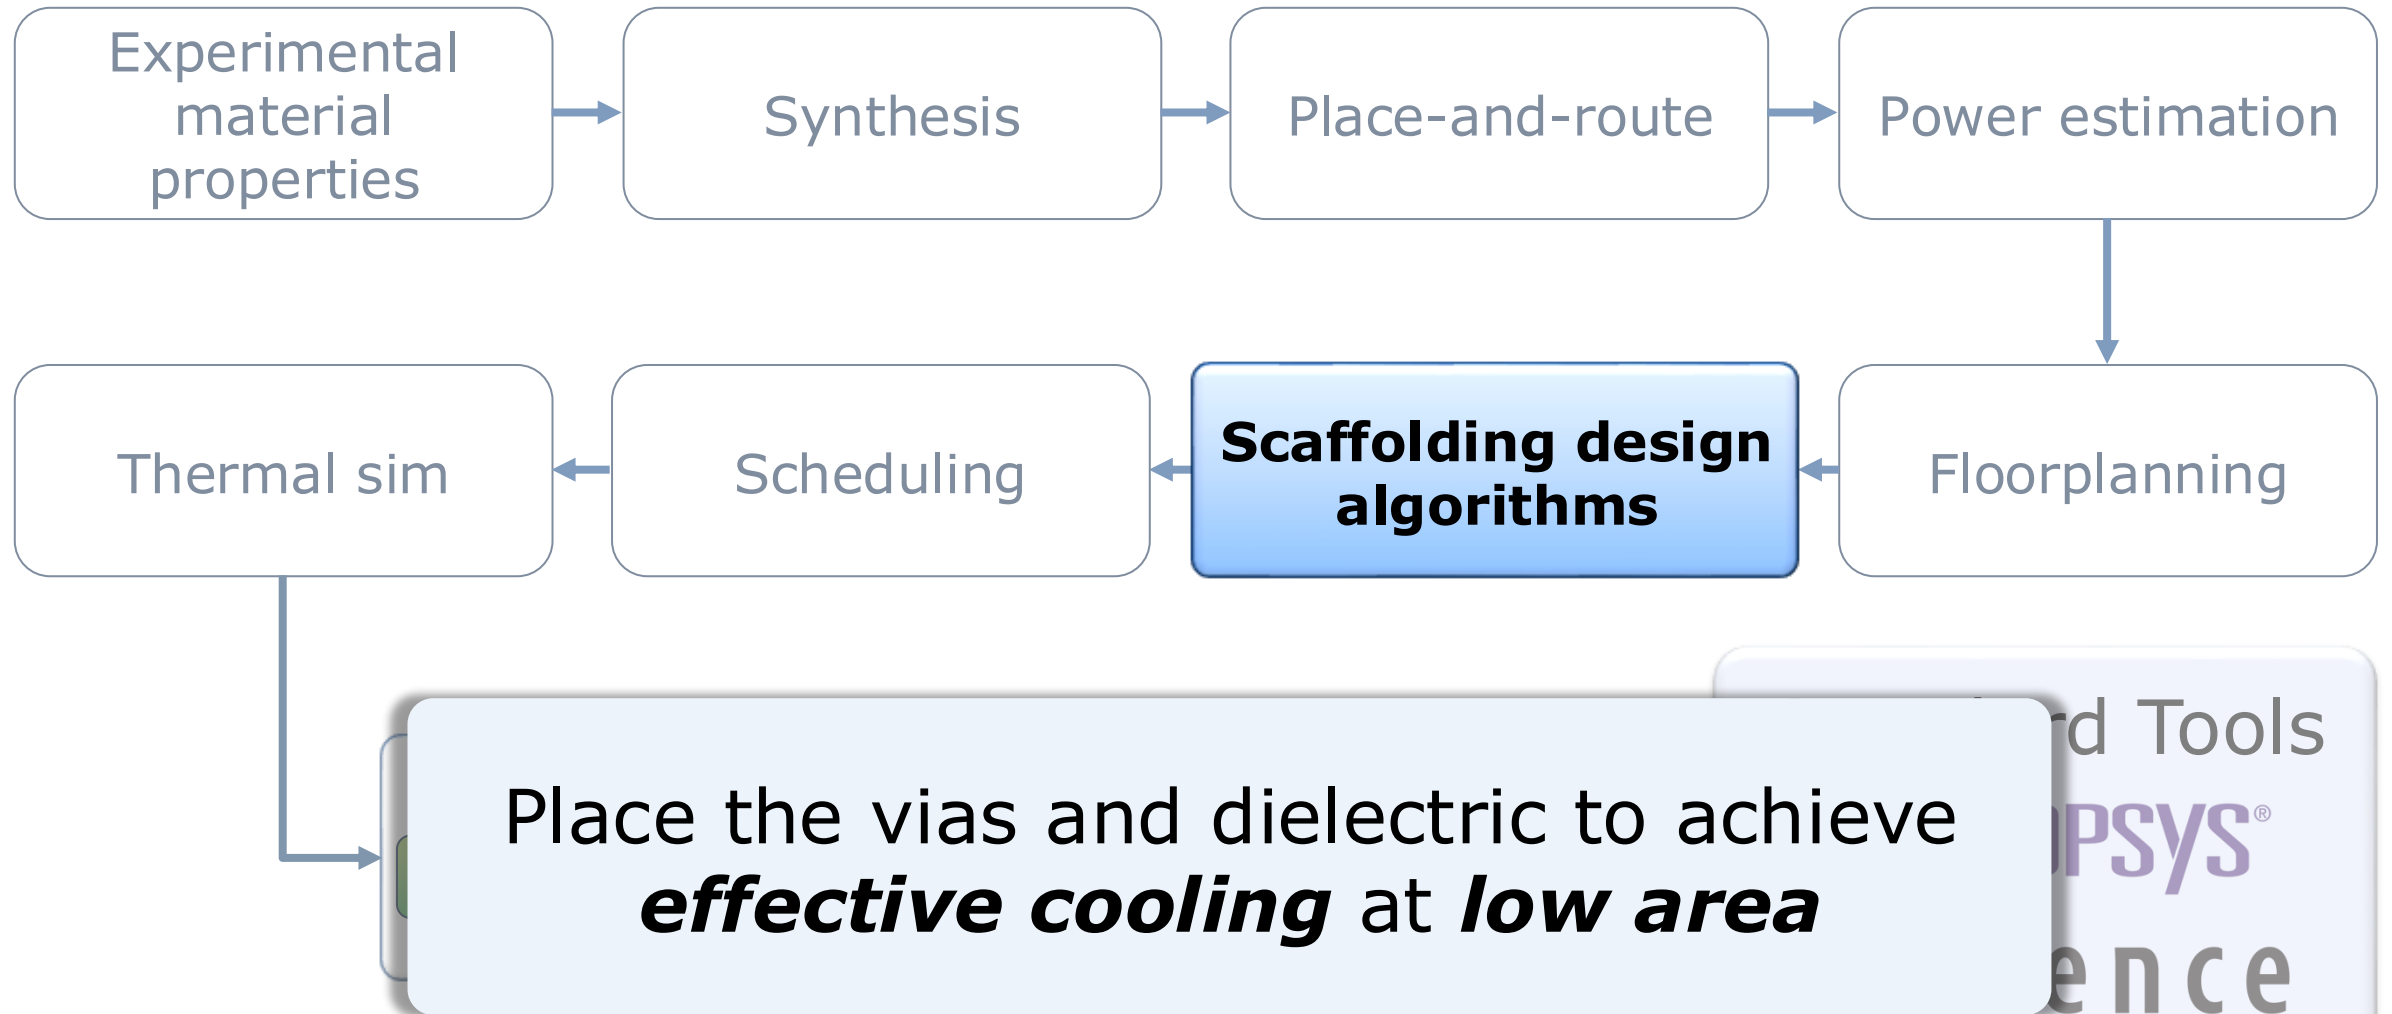 Experimental
material
properties
Synthesis
Place-and-route
Power estimation
Thermal sim
Scheduling
Scaffolding design
algorithms
Floorplanning
Tools
Place the vias and dielectric to achieve
effective cooling at low area